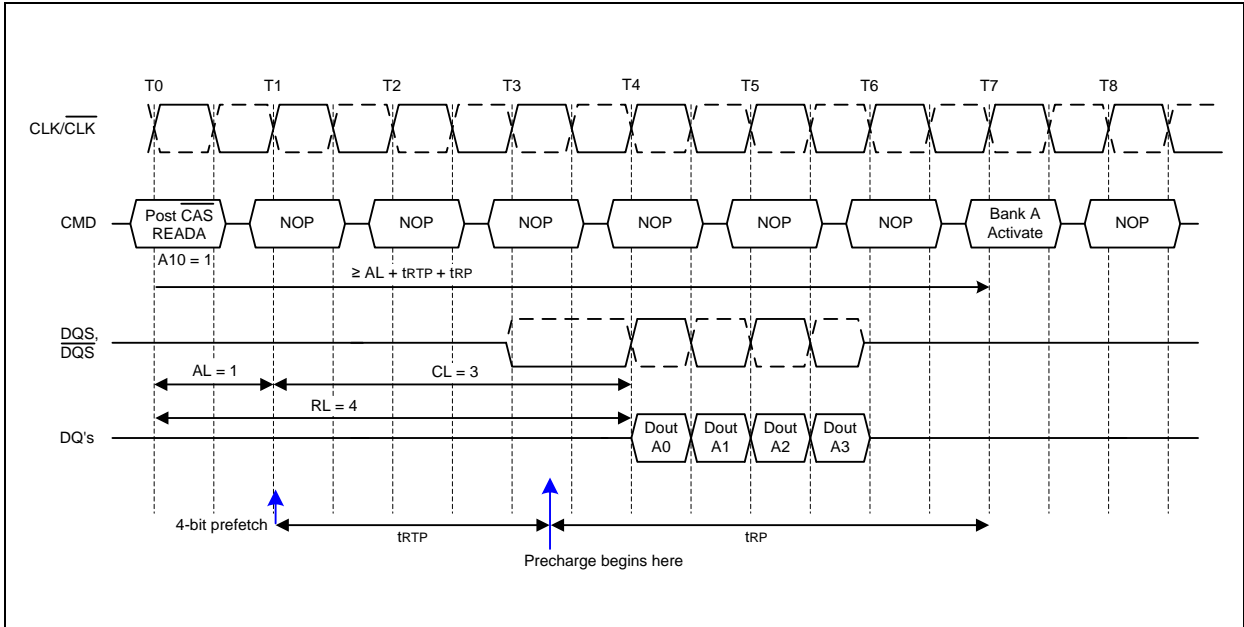 T0 T1 T2 T3 T4 T5 T6 T7 T8
CLK/CLK
CMD
Post CAS
READA
NOP NOP NOP NOP NOP NOP
Bank A
Activate
NOP
A10 = 1
≥ AL + tRTP + tRP
DQS,
DQS
AL = 1
CL = 3
RL = 4
DQ's
Dout
A0
Dout
A1
Dout
A2
Dout
A3
4-bit prefetch
tRTP
tRP
Precharge begins here